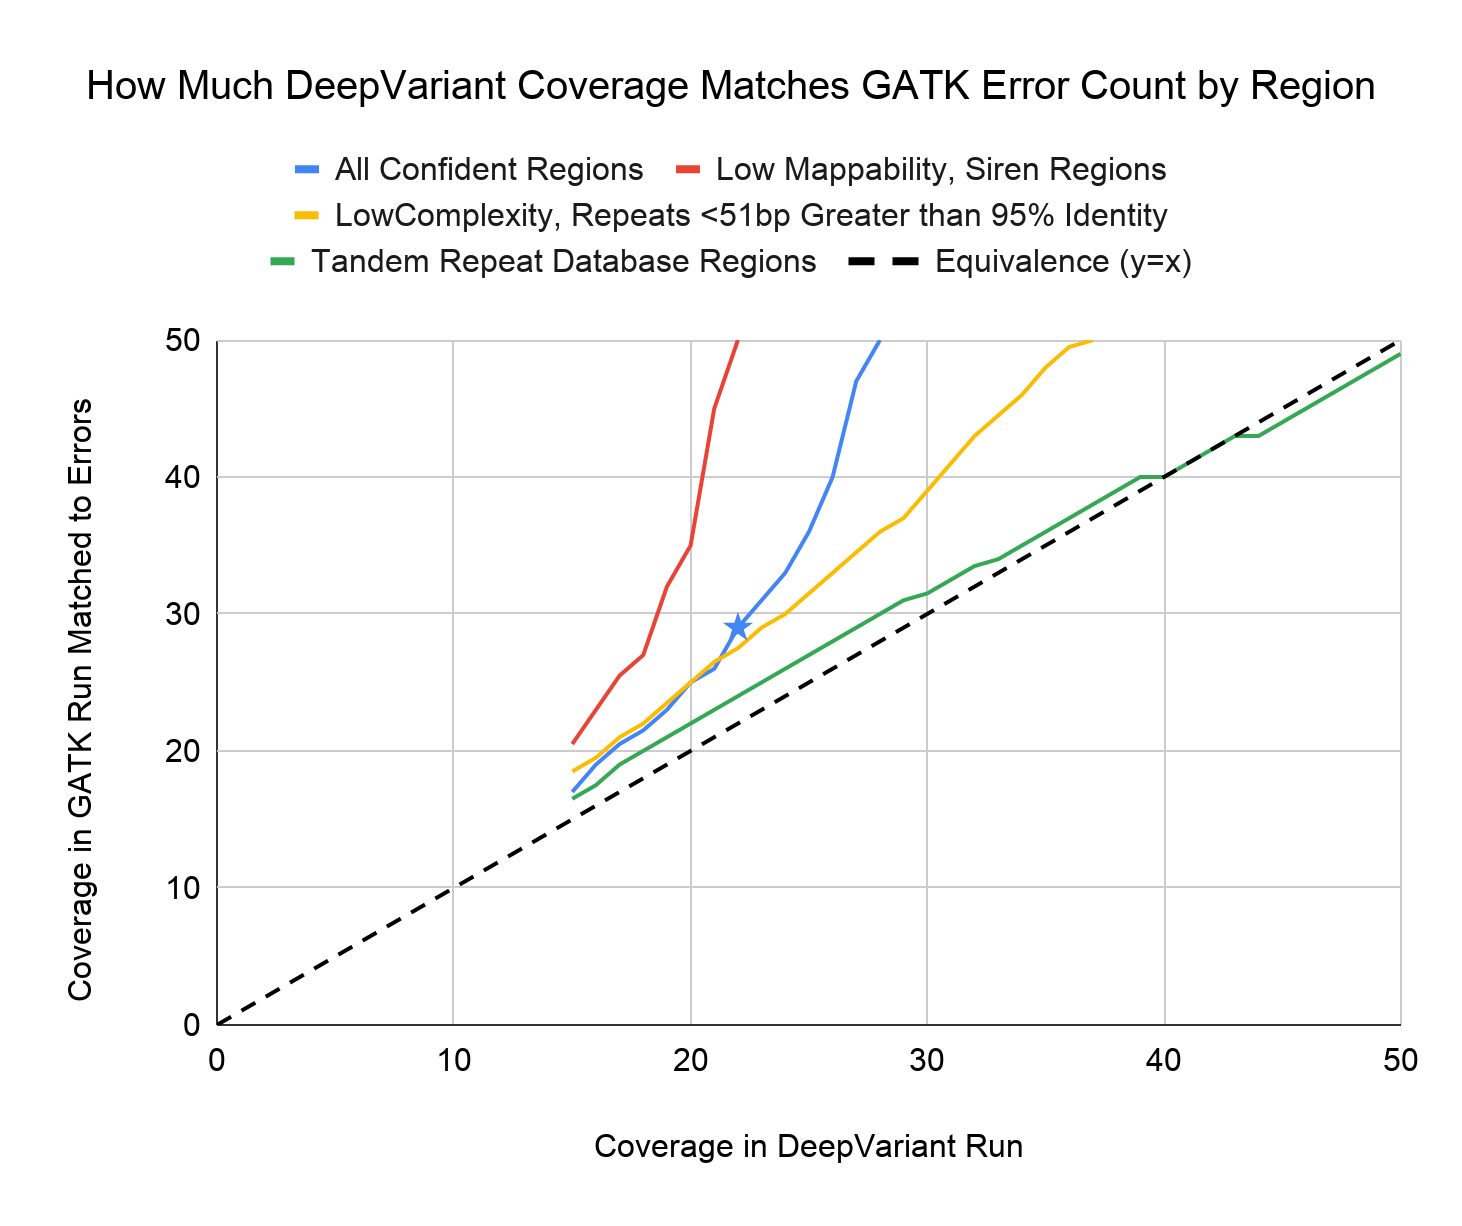 How Much DeepVariant Coverage Matches GATK Error Count by Region
All Confident Regions
Low Mappability, Siren Regions
LowComplexity, Repeats <51bp Greater than 95% Identity
Tandem Repeat Database Regions
Equivalence (y=x)
Coverage in GATK Run Matched to Errors
50
40
30
20
10
0
0
10
20
30
40
50
Coverage in DeepVariant Run